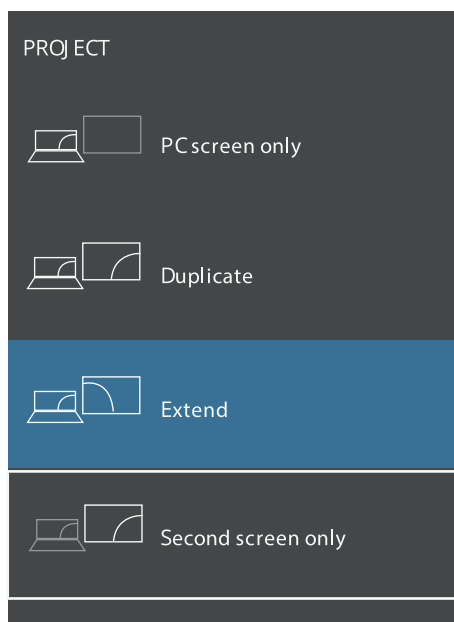 PROJECT
PC screen only
Duplicate
Extend
Second screen only